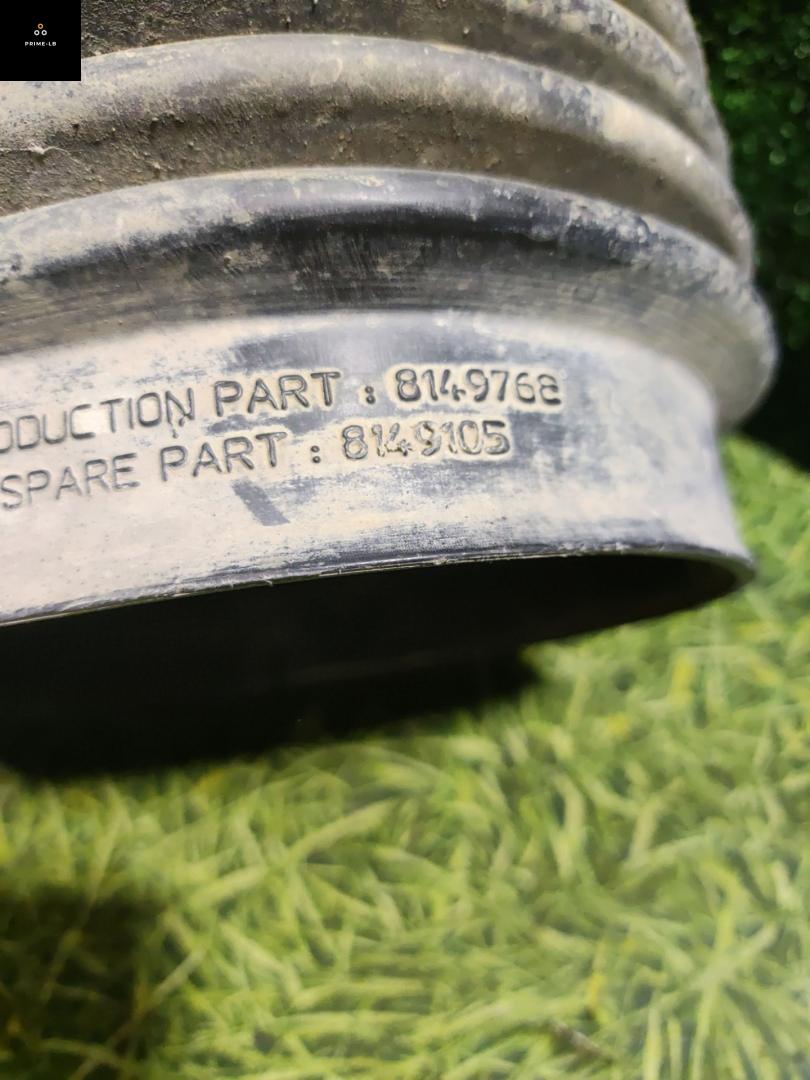 PRIME-LB
ODUCTION PART : 8149768
SPARE PART : 8149105